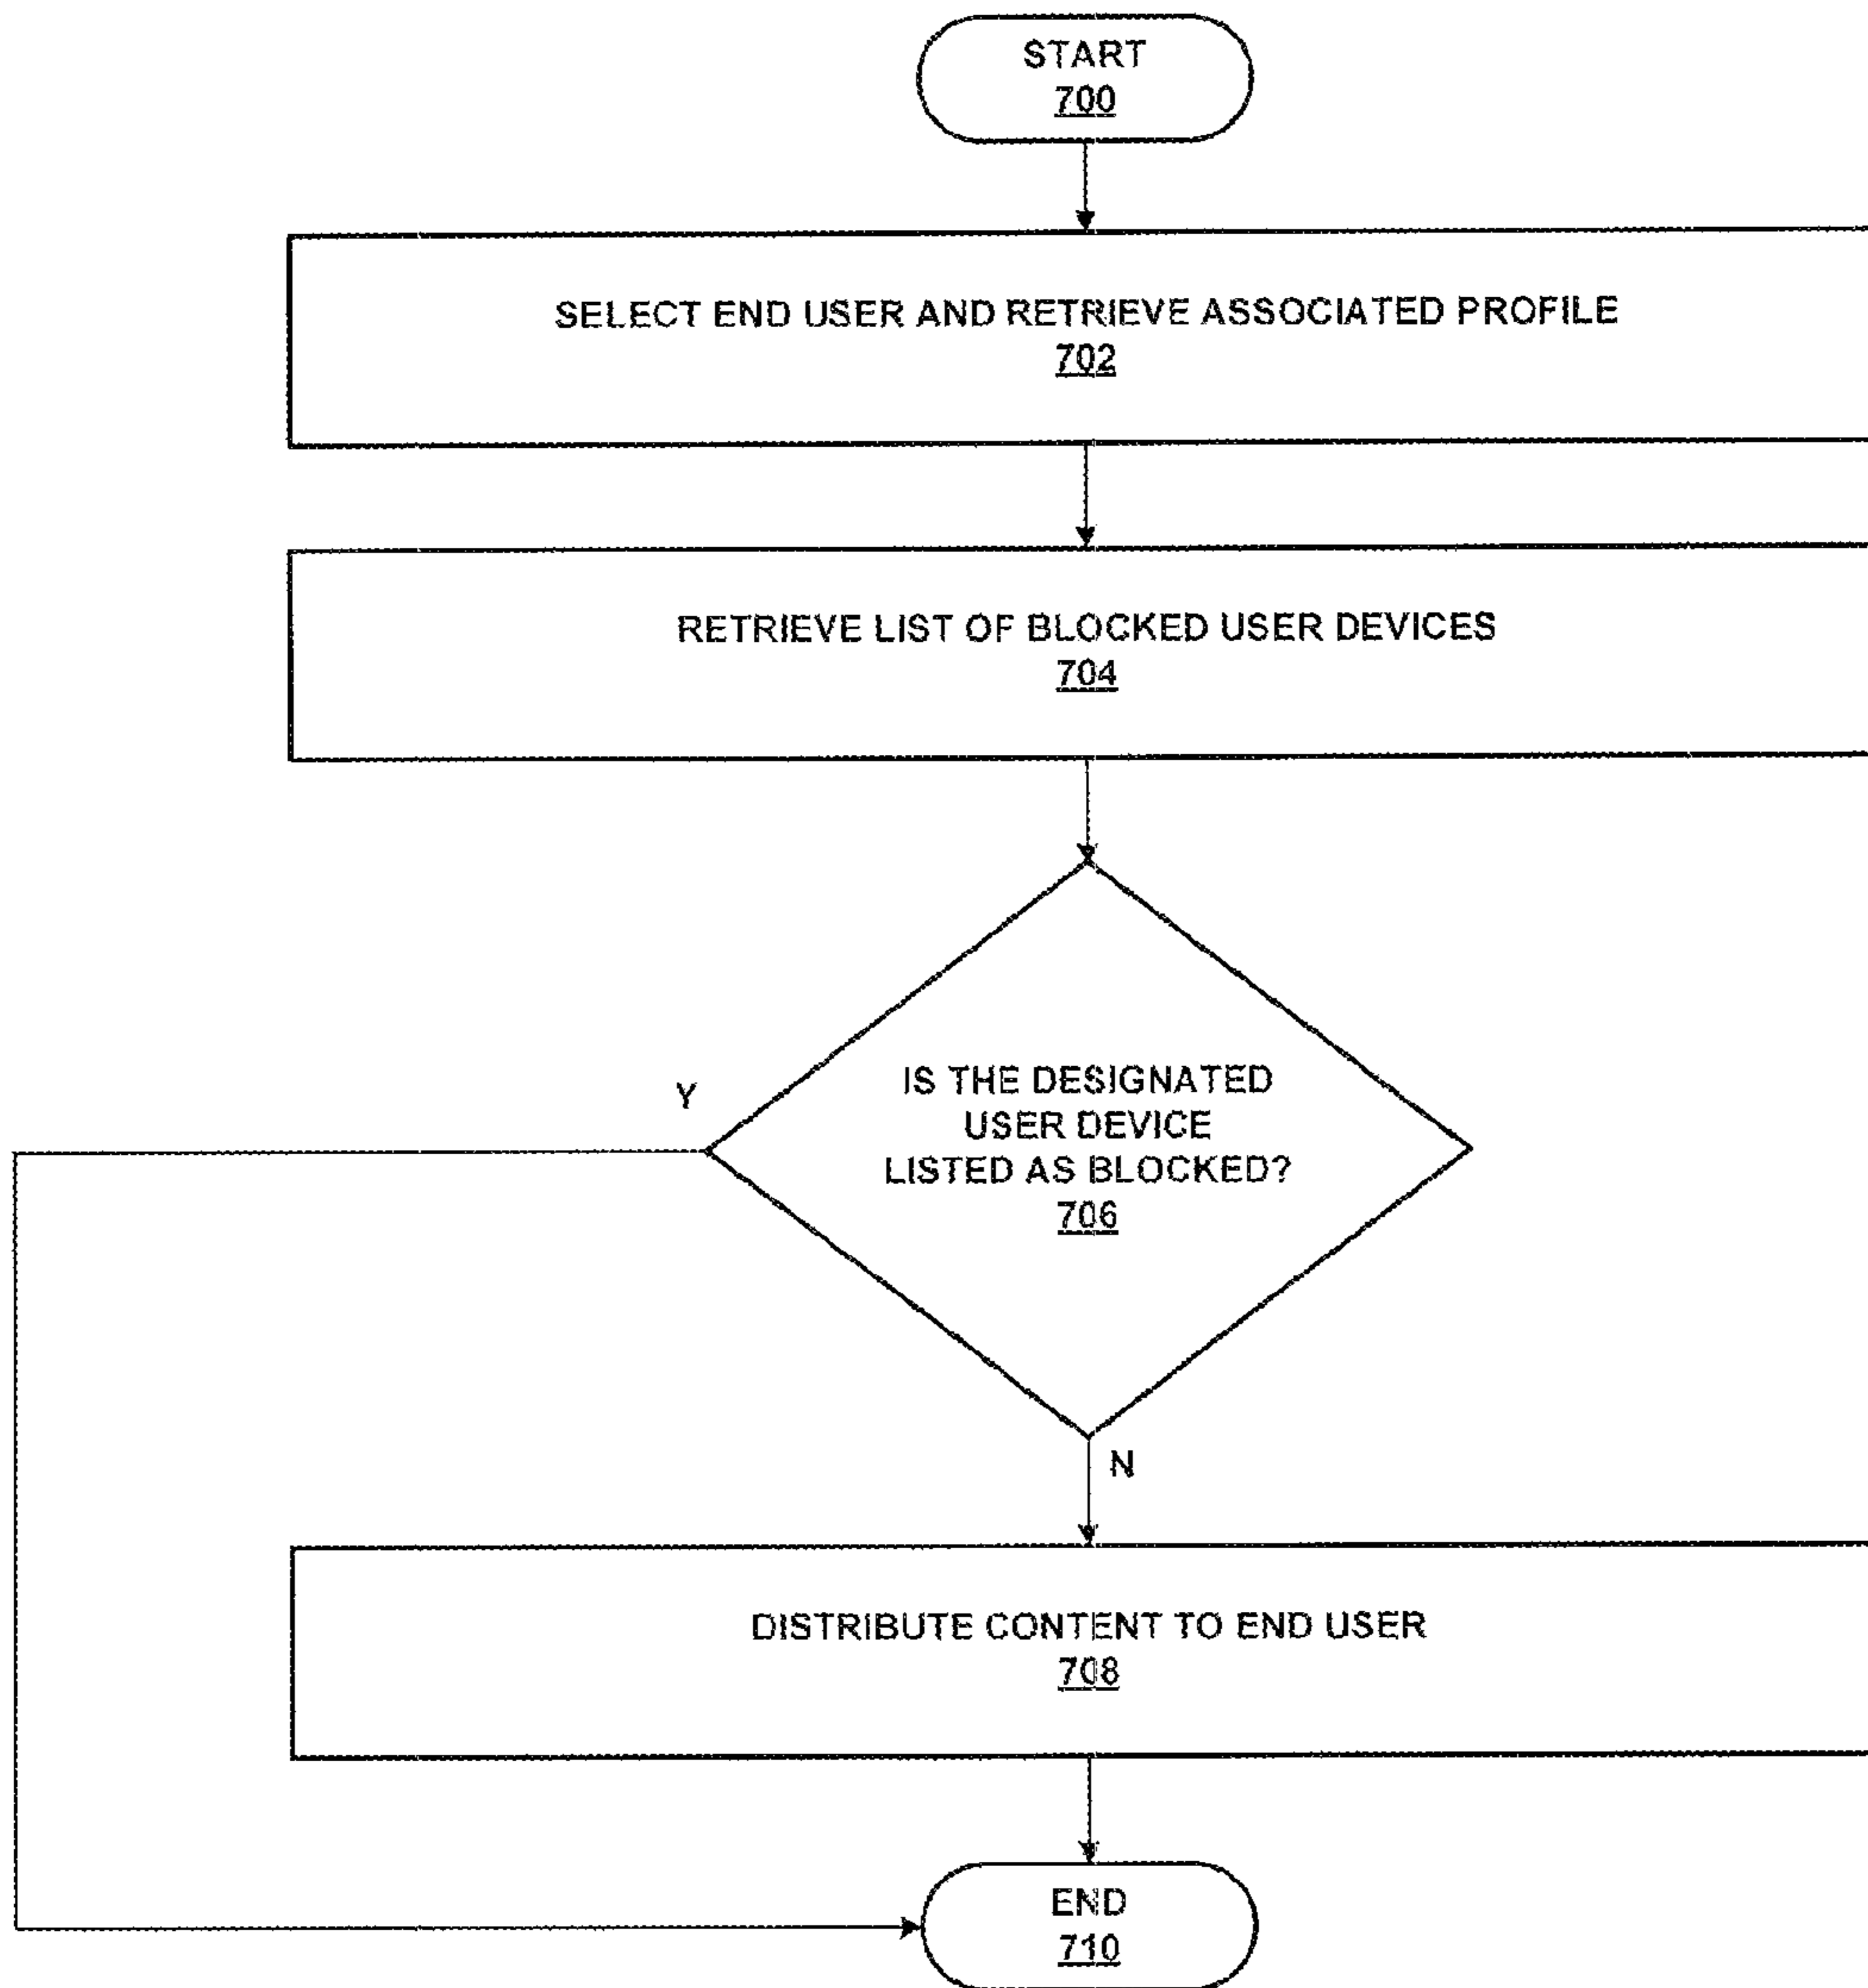 START
700
SELECT END USER AND RETRIEVE ASSOCIATED PROFILE
702
RETRIEVE LIST OF BLOCKED USER DEVICES
704
IS THE DESIGNATED
USER DEVICE
LISTED AS BLOCKED?
706
Y
N
DISTRIBUTE CONTENT TO END USER
708
END
710